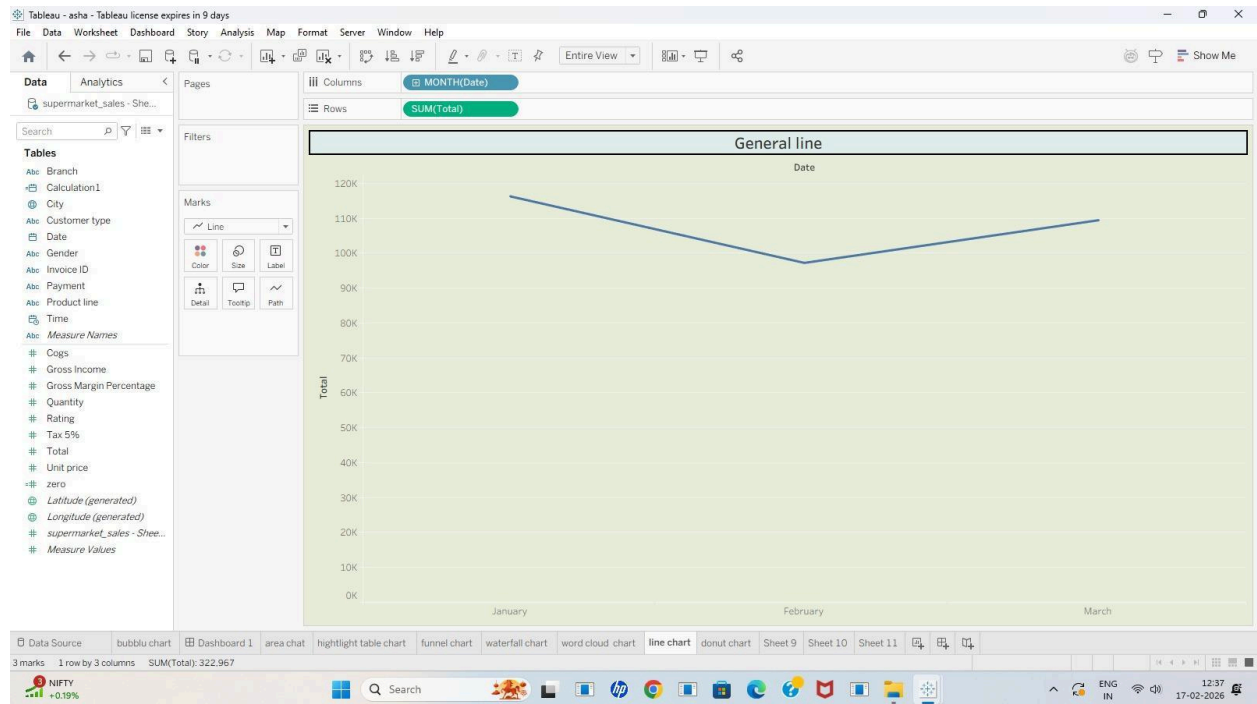 Tableau - asha - Tableau license expires in 9 days
File Data Worksheet Dashboard Story Analysis Map Format Server Window Help
Entire View
Show Me
Data Analytics
supermarket_sales - She...
Search
Tables
Abc Branch
Calculation1
City
Abc Customer type
Date
Abc Gender
Abc Invoice ID
Abc Payment
Abc Product line
Time
Abc Measure Names
# Cogs
# Gross Income
# Gross Margin Percentage
# Quantity
# Rating
# Tax 5%
# Total
# Unit price
=# zero
Latitude (generated)
Longitude (generated)
# supermarket_sales - Shee...
# Measure Values
Pages
Filters
Marks
Line
Color Size Label
Detail Tooltip Path
Columns MONTH(Date)
Rows SUM(Total)
General line
Date
120K
110K
100K
90K
80K
70K
60K
50K
40K
30K
20K
10K
0K
Total
January February March
Data Source bubblu chart Dashboard 1 area chat hightlight table chart funnel chart waterfall chart word cloud chart line chart donut chart Sheet 9 Sheet 10 Sheet 11
3 marks 1 row by 3 columns SUM(Total): 322,967
3
NIFTY
+0.19%
Search
ENG
IN
12:37
17-02-2026